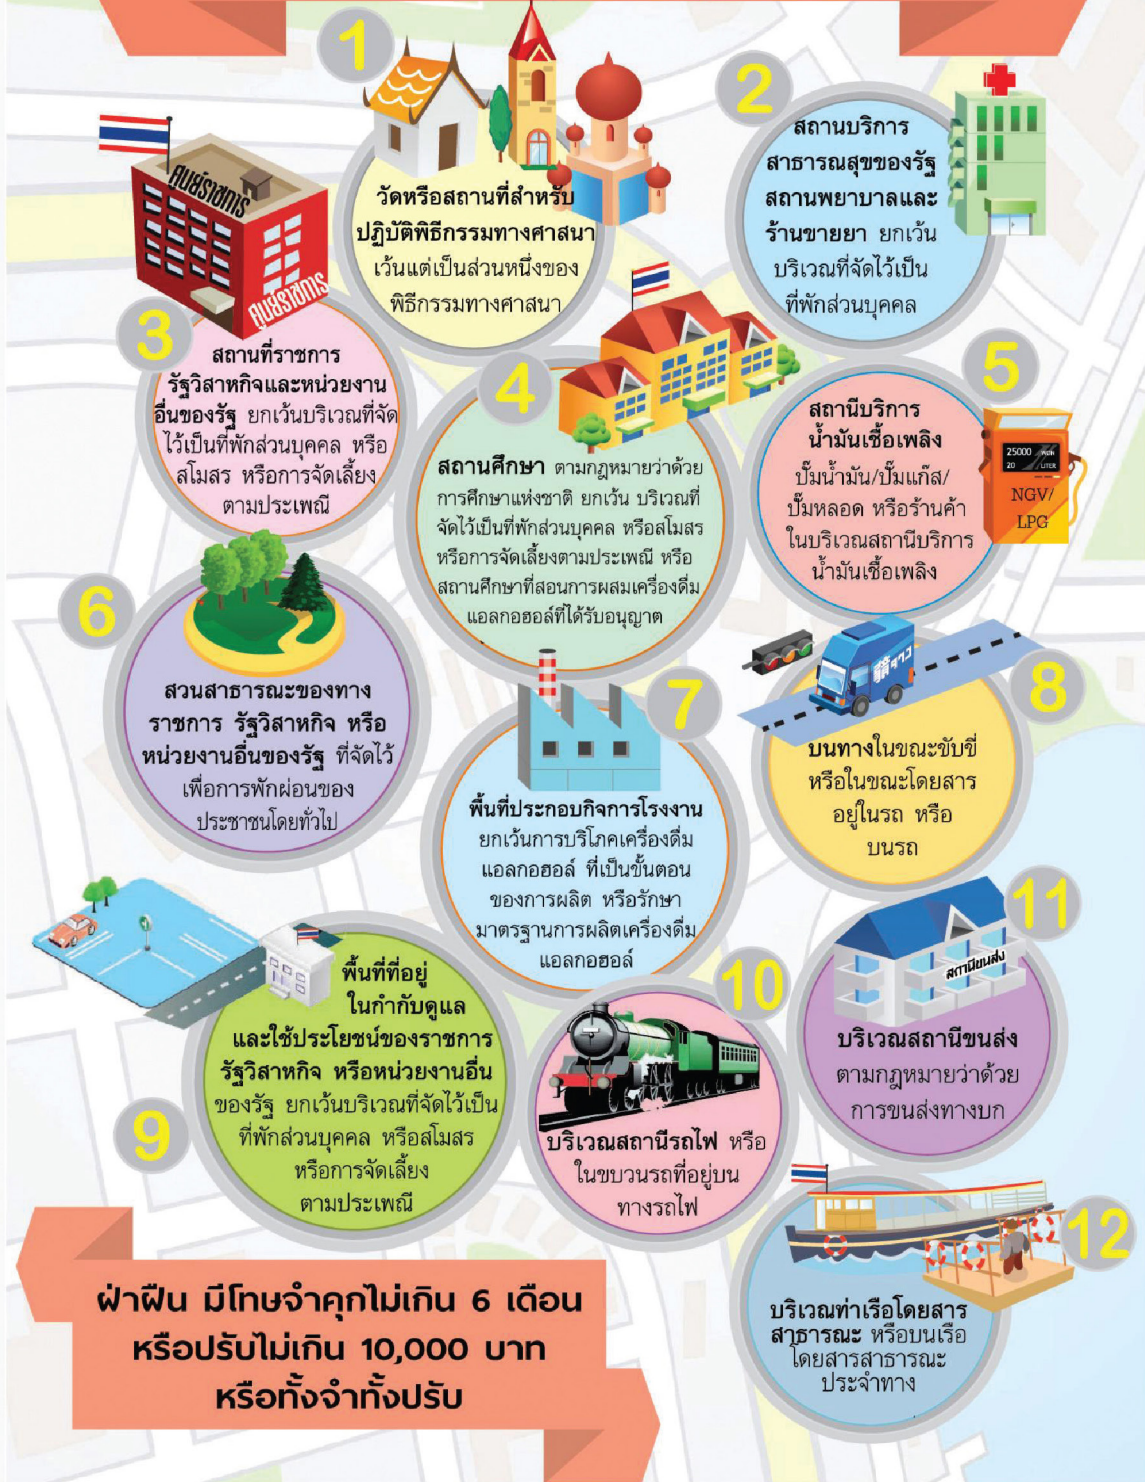 1
วัดหรือสถานที่สำหรับ
ปฏิบัติพิธีกรรมทางศาสนา
เว้นแต่เป็นส่วนหนึ่งของ
พิธีกรรมทางศาสนา
2
สถานบริการ
สาธารณสุขของรัฐ
สถานพยาบาลและ
ร้านขายยา ยกเว้น
บริเวณที่จัดไว้เป็น
ที่พักส่วนบุคคล
ศูนย์ราชการ
ศูนย์ราชการ
3
สถานที่ราชการ
รัฐวิสาหกิจและหน่วยงาน
อื่นของรัฐ ยกเว้นบริเวณที่จัด
ไว้เป็นที่พักส่วนบุคคล หรือ
สโมสร หรือการจัดเลี้ยง
ตามประเพณี
4
สถานศึกษา ตามกฎหมายว่าด้วย
การศึกษาแห่งชาติ ยกเว้น บริเวณที่
จัดไว้เป็นที่พักส่วนบุคคล หรือสโมสร
หรือการจัดเลี้ยงตามประเพณี หรือ
สถานศึกษาที่สอนการผสมเครื่องดื่ม
แอลกอฮอล์ที่ได้รับอนุญาต
5
สถานีบริการ
น้ำมันเชื้อเพลิง
ปั๊มน้ำมัน/ปั๊มแก๊ส/
ปั๊มหลอด หรือร้านค้า
ในบริเวณสถานีบริการ
น้ำมันเชื้อเพลิง
25000 WON
20 LITER
NGV/
LPG
6
สวนสาธารณะของทาง
ราชการ รัฐวิสาหกิจ หรือ
หน่วยงานอื่นของรัฐ ที่จัดไว้
เพื่อการพักผ่อนของ
ประชาชนโดยทั่วไป
7
พื้นที่ประกอบกิจการโรงงาน
ยกเว้นการบริโภคเครื่องดื่ม
แอลกอฮอล์ ที่เป็นขั้นตอน
ของการผลิต หรือรักษา
มาตรฐานการผลิตเครื่องดื่ม
แอลกอฮอล์
8
บนทางในขณะขับขี่
หรือในขณะโดยสาร
อยู่ในรถ หรือ
บนรถ
9
พื้นที่ที่อยู่
ในกำกับดูแล
และใช้ประโยชน์ของราชการ
รัฐวิสาหกิจ หรือหน่วยงานอื่น
ของรัฐ ยกเว้นบริเวณที่จัดไว้เป็น
ที่พักส่วนบุคคล หรือสโมสร
หรือการจัดเลี้ยง
ตามประเพณี
10
บริเวณสถานีรถไฟ หรือ
ในขบวนรถที่อยู่บน
ทางรถไฟ
11
สถานีขนส่ง
บริเวณสถานีขนส่ง
ตามกฎหมายว่าด้วย
การขนส่งทางบก
12
บริเวณท่าเรือโดยสาร
สาธารณะ หรือบนเรือ
โดยสารสาธารณะ
ประจำทาง
ฝ่าฝืน มีโทษจำคุกไม่เกิน 6 เดือน
หรือปรับไม่เกิน 10,000 บาท
หรือทั้งจำทั้งปรับ